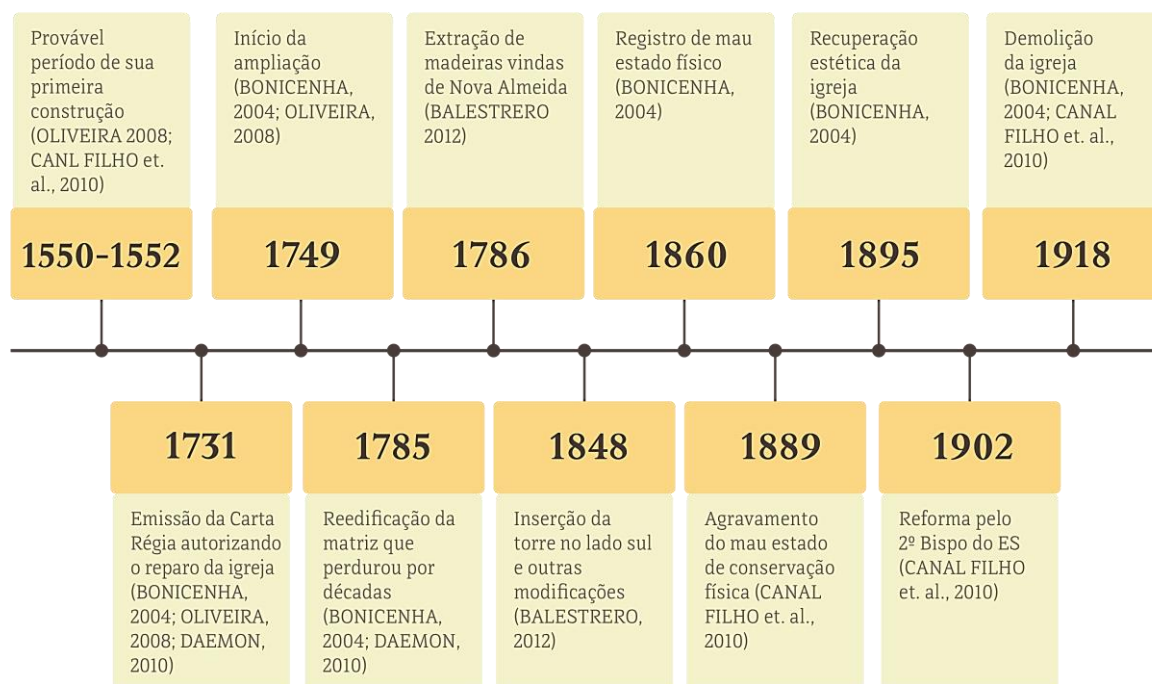 Provável
período de sua
primeira
construção
(OLIVEIRA 2008;
CANL FILHO et.
al., 2010)
1550-1552
Início da
ampliação
(BONICENHA,
2004; OLIVEIRA,
2008)
1749
Extração de
madeiras vindas
de Nova Almeida
(BALESTRERO
2012)
1786
Registro de mau
estado físico
(BONICENHA,
2004)
1860
Recuperação
estética da
igreja
(BONICENHA,
2004)
1895
Demolição
da igreja
(BONICENHA,
2004; CANAL
FILHO et. al.,
2010)
1918
1731
Emissão da Carta
Régia autorizando
o reparo da igreja
(BONICENHA,
2004; OLIVEIRA,
2008; DAEMON,
2010)
1785
Reedificação da
matriz que
perdurou por
décadas
(BONICENHA,
2004; DAEMON,
2010)
1848
Inserção da
torre no lado sul
e outras
modificações
(BALESTRERO,
2012)
1889
Agravamento
do mau estado
de conservação
física (CANAL
FILHO et. al.,
2010)
1902
Reforma pelo
2º Bispo do ES
(CANAL FILHO
et. al., 2010)